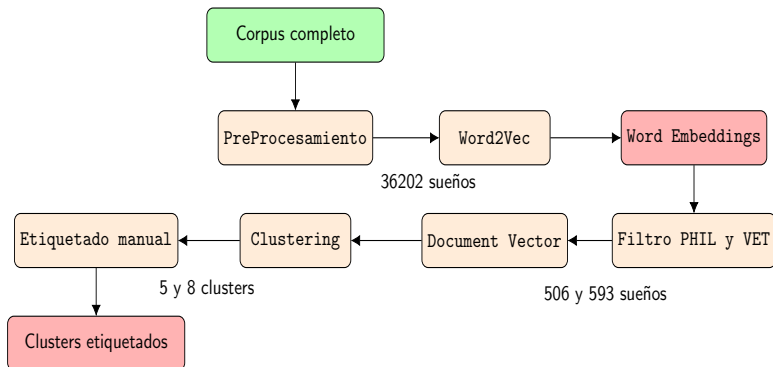 Corpus completo
PreProcesamiento
Word2Vec
Word Embeddings
36202 sueños
Etiquetado manual
Clustering
Document Vector
Filtro PHIL y VET
5 y 8 clusters
506 y 593 sueños
Clusters etiquetados